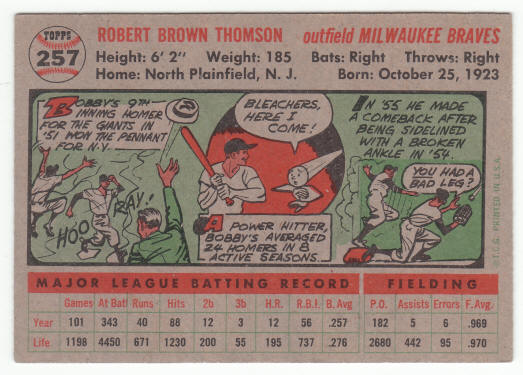 TOPPS
257
ROBERT BROWN THOMSON outfield MILWAUKEE BRAVES
Height: 6' 2" Weight: 185 Bats: Right Throws: Right
Home: North Plainfield, N. J. Born: October 25, 1923
BOBBY'S 9TH
INNING HOMER
FOR THE GIANTS IN
'51 WON THE PENNANT
FOR N.Y.
HOO
RAY!
BLEACHERS,
HERE I
COME!
A POWER HITTER,
BOBBY'S AVERAGED
24 HOMERS IN 8
ACTIVE SEASONS.
IN '55 HE MADE
A COMEBACK AFTER
BEING SIDELINED
WITH A BROKEN
ANKLE IN '54.
YOU HAD A
BAD LEG?
© T.C.G. PRINTED IN U.S.A.
MAJOR LEAGUE BATTING RECORD FIELDING
Games At Bat Runs Hits 2b 3b H.R. R.B.I. B. Avg. P.O. Assists Errors F. Avg.
Year 101 343 40 88 12 3 12 56 .257 182 5 6 .969
Life 1198 4450 671 1230 200 55 195 737 .276 2680 442 95 .970